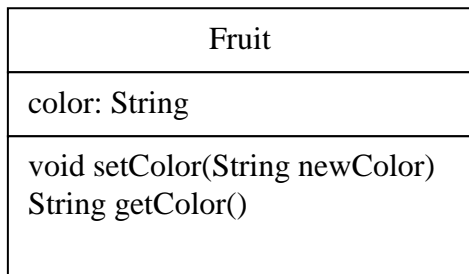 Fruit
color: String
void setColor(String newColor)
String getColor()